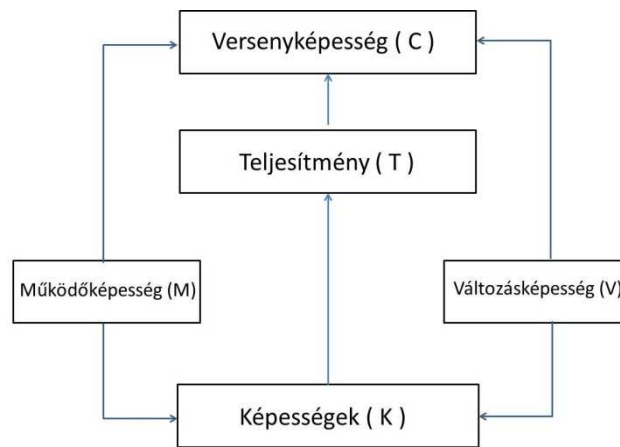 Versenyképesség ( C )
Teljesítmény ( T )
Működőképesség (M)
Változásképesség (V)
Képességek ( K )